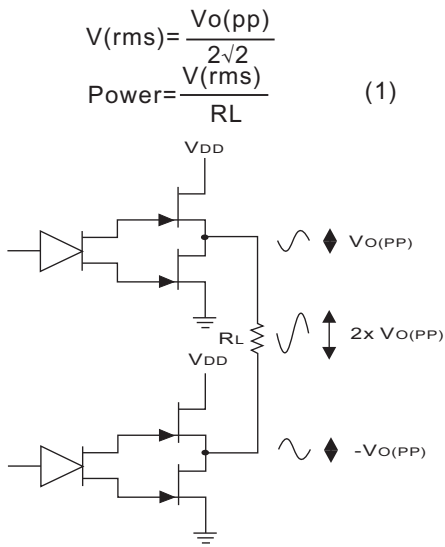 V(rms)= Vo(pp)
2√2
Power= V(rms)
RL
(1)
VDD
VO(PP)
RL
2x VO(PP)
VDD
-VO(PP)